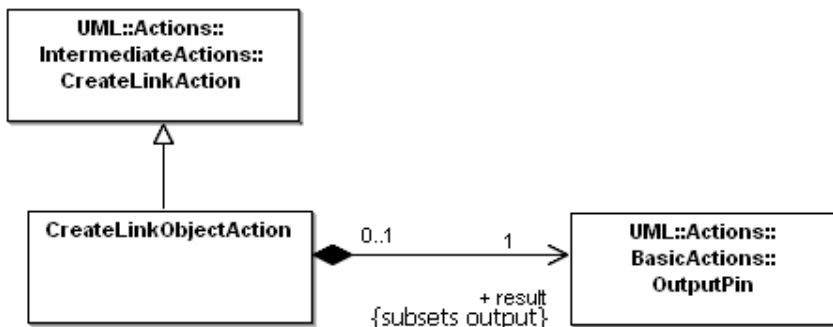 UML::Actions::
IntermediateActions::
CreateLinkAction
CreateLinkObjectAction
0..1
1
UML::Actions::
BasicActions::
OutputPin
+ result
{subsets output}